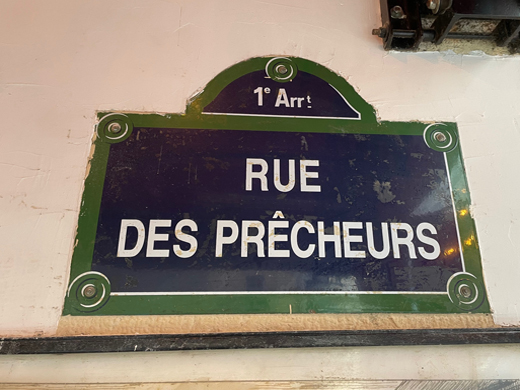 1e Arrt
RUE
DES PRÊCHEURS